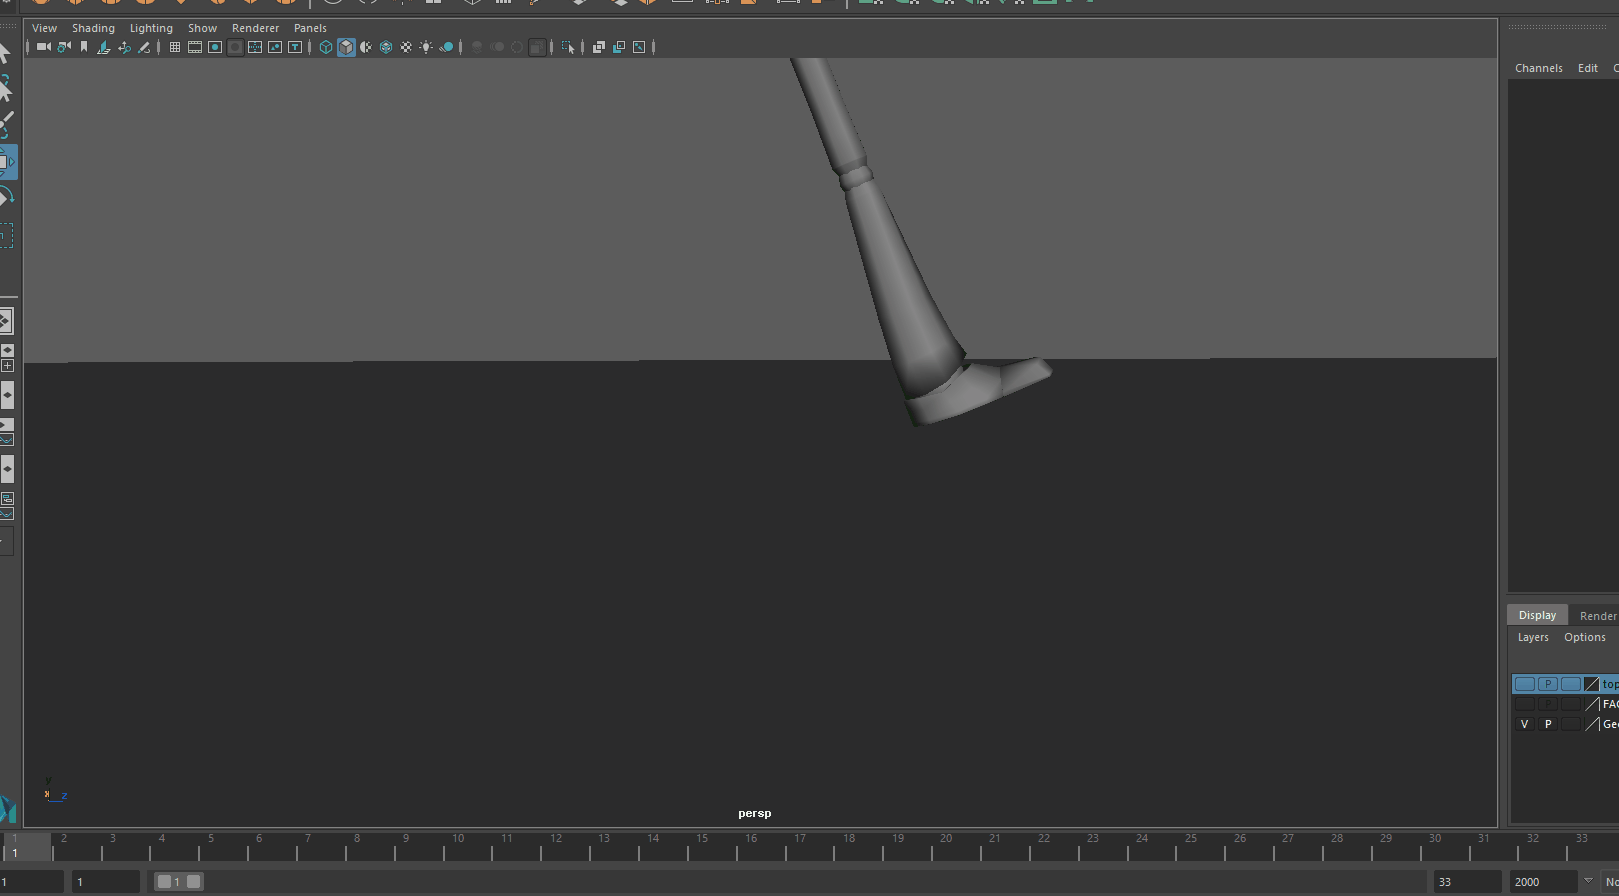 View Shading Lighting Show Renderer Panels
Channels Edit
Display Render
Layers Options
P top
P FAC
V P Geo
y
x z
persp
1 2 3 4 5 6 7 8 9 10 11 12 13 14 15 16 17 18 19 20 21 22 23 24 25 26 27 28 29 30 31 32 33
1
1 1 1 33 2000 No